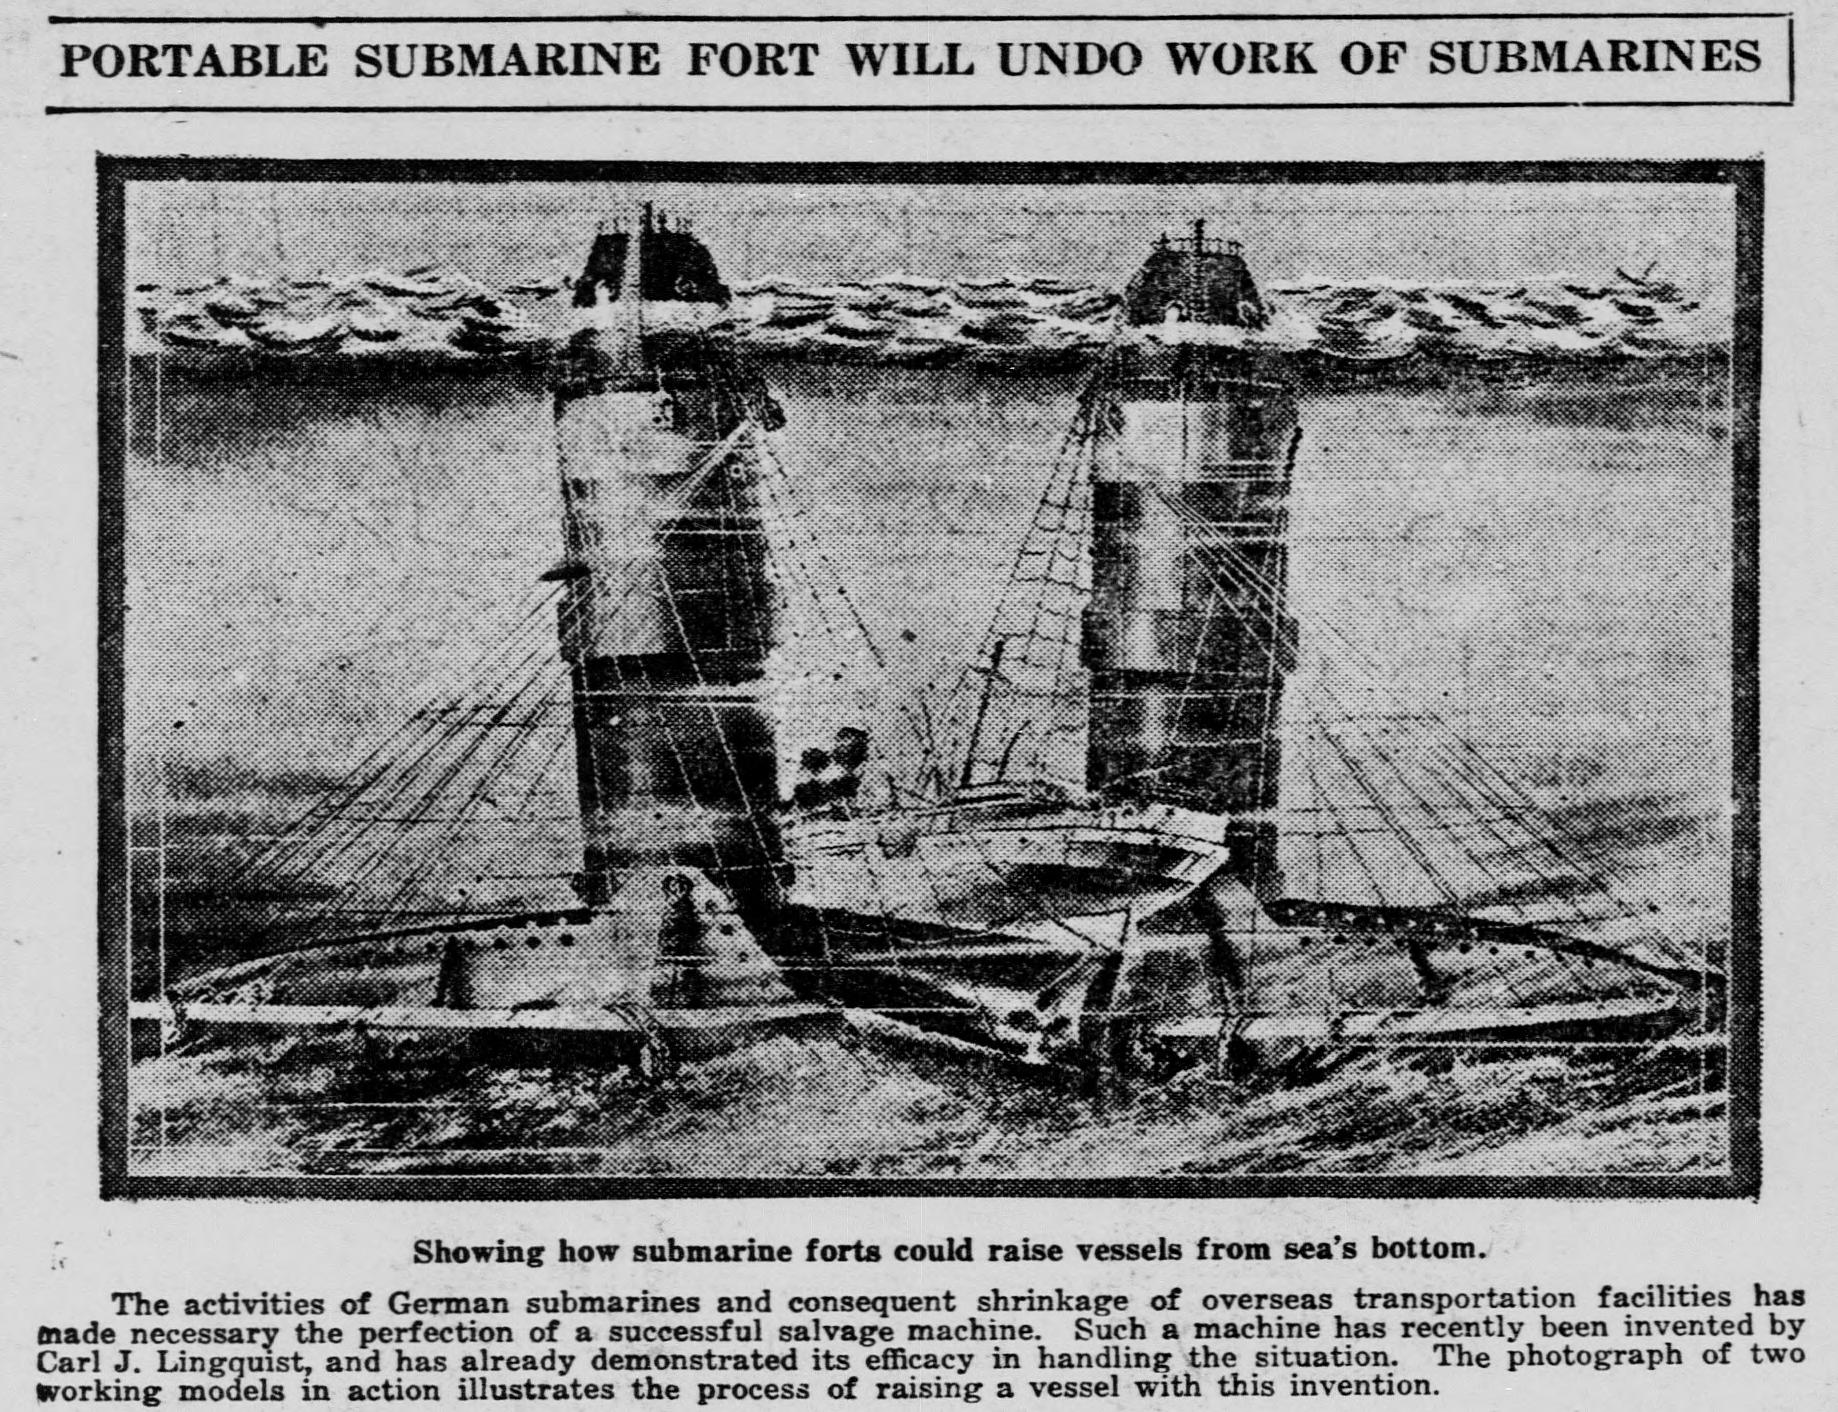 PORTABLE SUBMARINE FORT WILL UNDO WORK OF SUBMARINES
Showing how submarine forts could raise vessels from sea's bottom.
The activities of German submarines and consequent shrinkage of overseas transportation facilities has
made necessary the perfection of a successful salvage machine. Such a machine has recently been invented by
Carl J. Lingquist, and has already demonstrated its efficacy in handling the situation. The photograph of two
working models in action illustrates the process of raising a vessel with this invention.